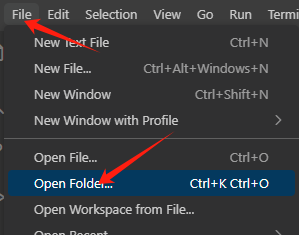 File Edit Selection View Go Run Termi
New Text File Ctrl+N
New File... Ctrl+Alt+Windows+N
New Window Ctrl+Shift+N
New Window with Profile
Open File... Ctrl+O
Open Folder... Ctrl+K Ctrl+O
Open Workspace from File...
Open Recent